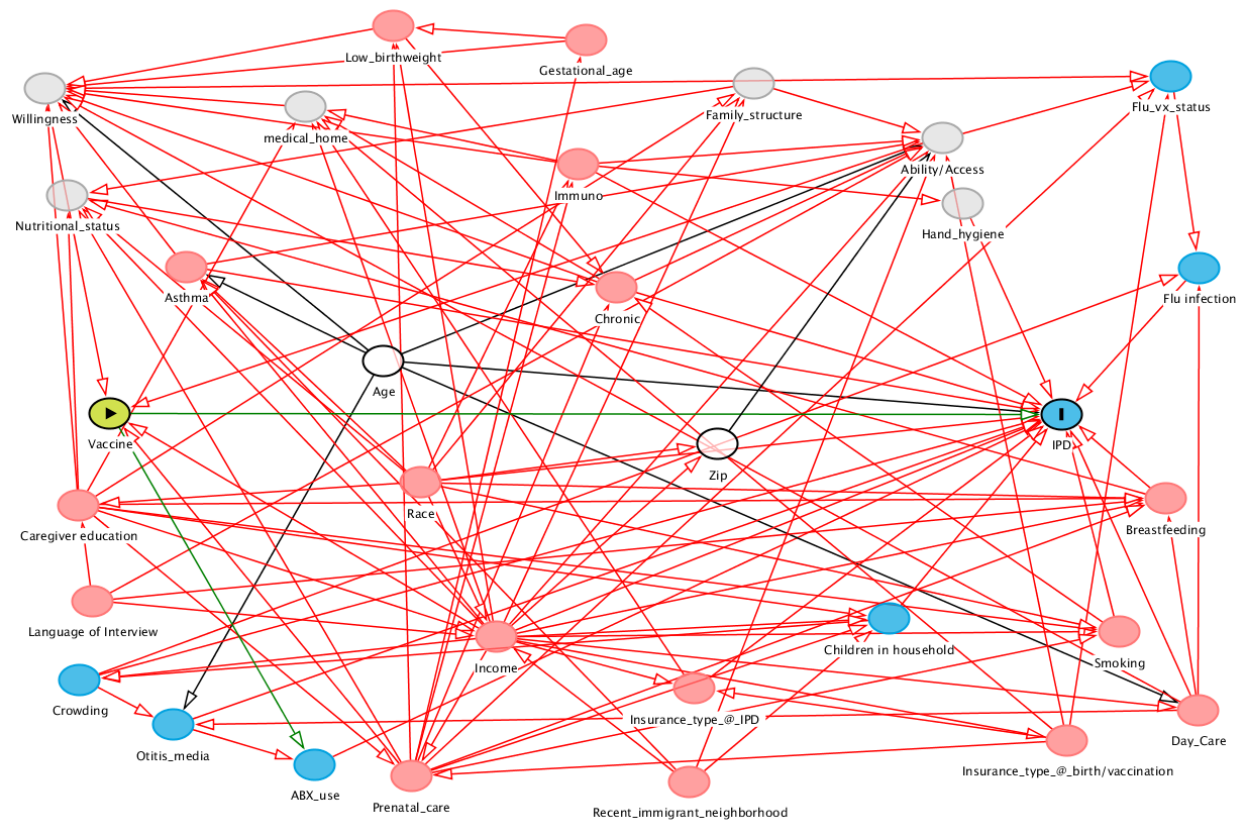 Low_birthweight
Gestational_age
Willingness
medical_home
Family_structure
Flu_vx_status
Ability/Access
Immuno
Nutritional_status
Hand_hygiene
Asthma
Chronic
Flu infection
Age
Vaccine
IPD
Zip
Race
Caregiver education
Breastfeeding
Language of Interview
Income
Children in household
Smoking
Crowding
Insurance_type_@_IPD
Otitis_media
Day_Care
ABX_use
Prenatal_care
Insurance_type_@_birth/vaccination
Recent_immigrant_neighborhood